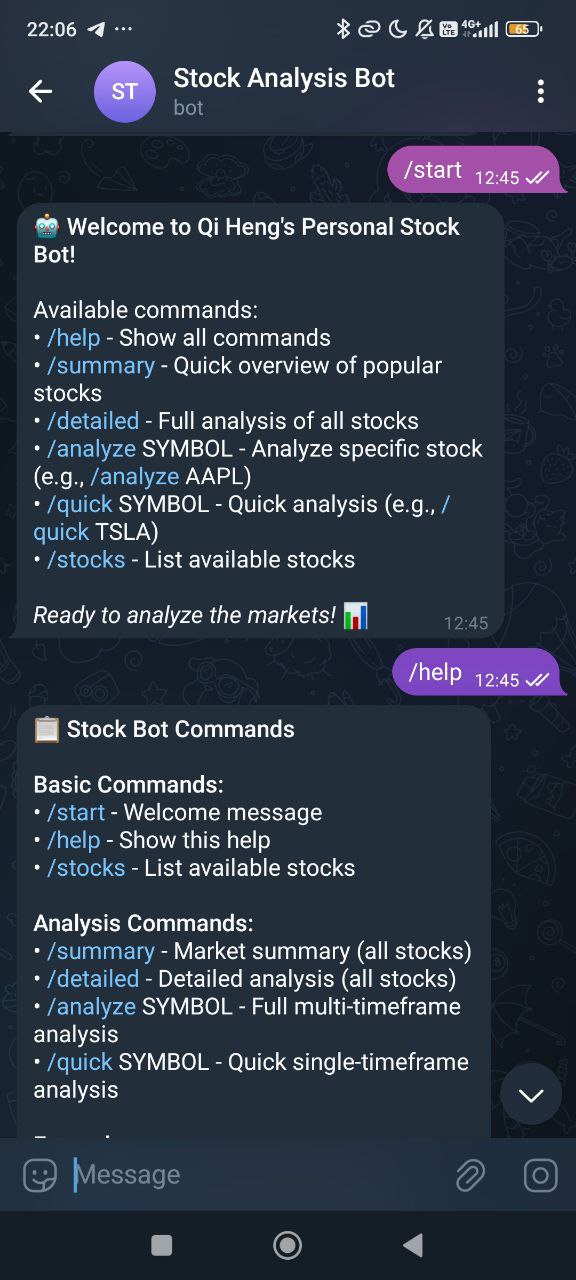 22:06 ...
Vo LTE 4G+ 65
ST
Stock Analysis Bot
bot
/start 12:45
🤖 Welcome to Qi Heng's Personal Stock
Bot!
Available commands:
• /help - Show all commands
• /summary - Quick overview of popular
stocks
• /detailed - Full analysis of all stocks
• /analyze SYMBOL - Analyze specific stock
(e.g., /analyze AAPL)
• /quick SYMBOL - Quick analysis (e.g., /
quick TSLA)
• /stocks - List available stocks
Ready to analyze the markets! 📊 12:45
/help 12:45
📋 Stock Bot Commands
Basic Commands:
• /start - Welcome message
• /help - Show this help
• /stocks - List available stocks
Analysis Commands:
• /summary - Market summary (all stocks)
• /detailed - Detailed analysis (all stocks)
• /analyze SYMBOL - Full multi-timeframe
analysis
• /quick SYMBOL - Quick single-timeframe
analysis
Message